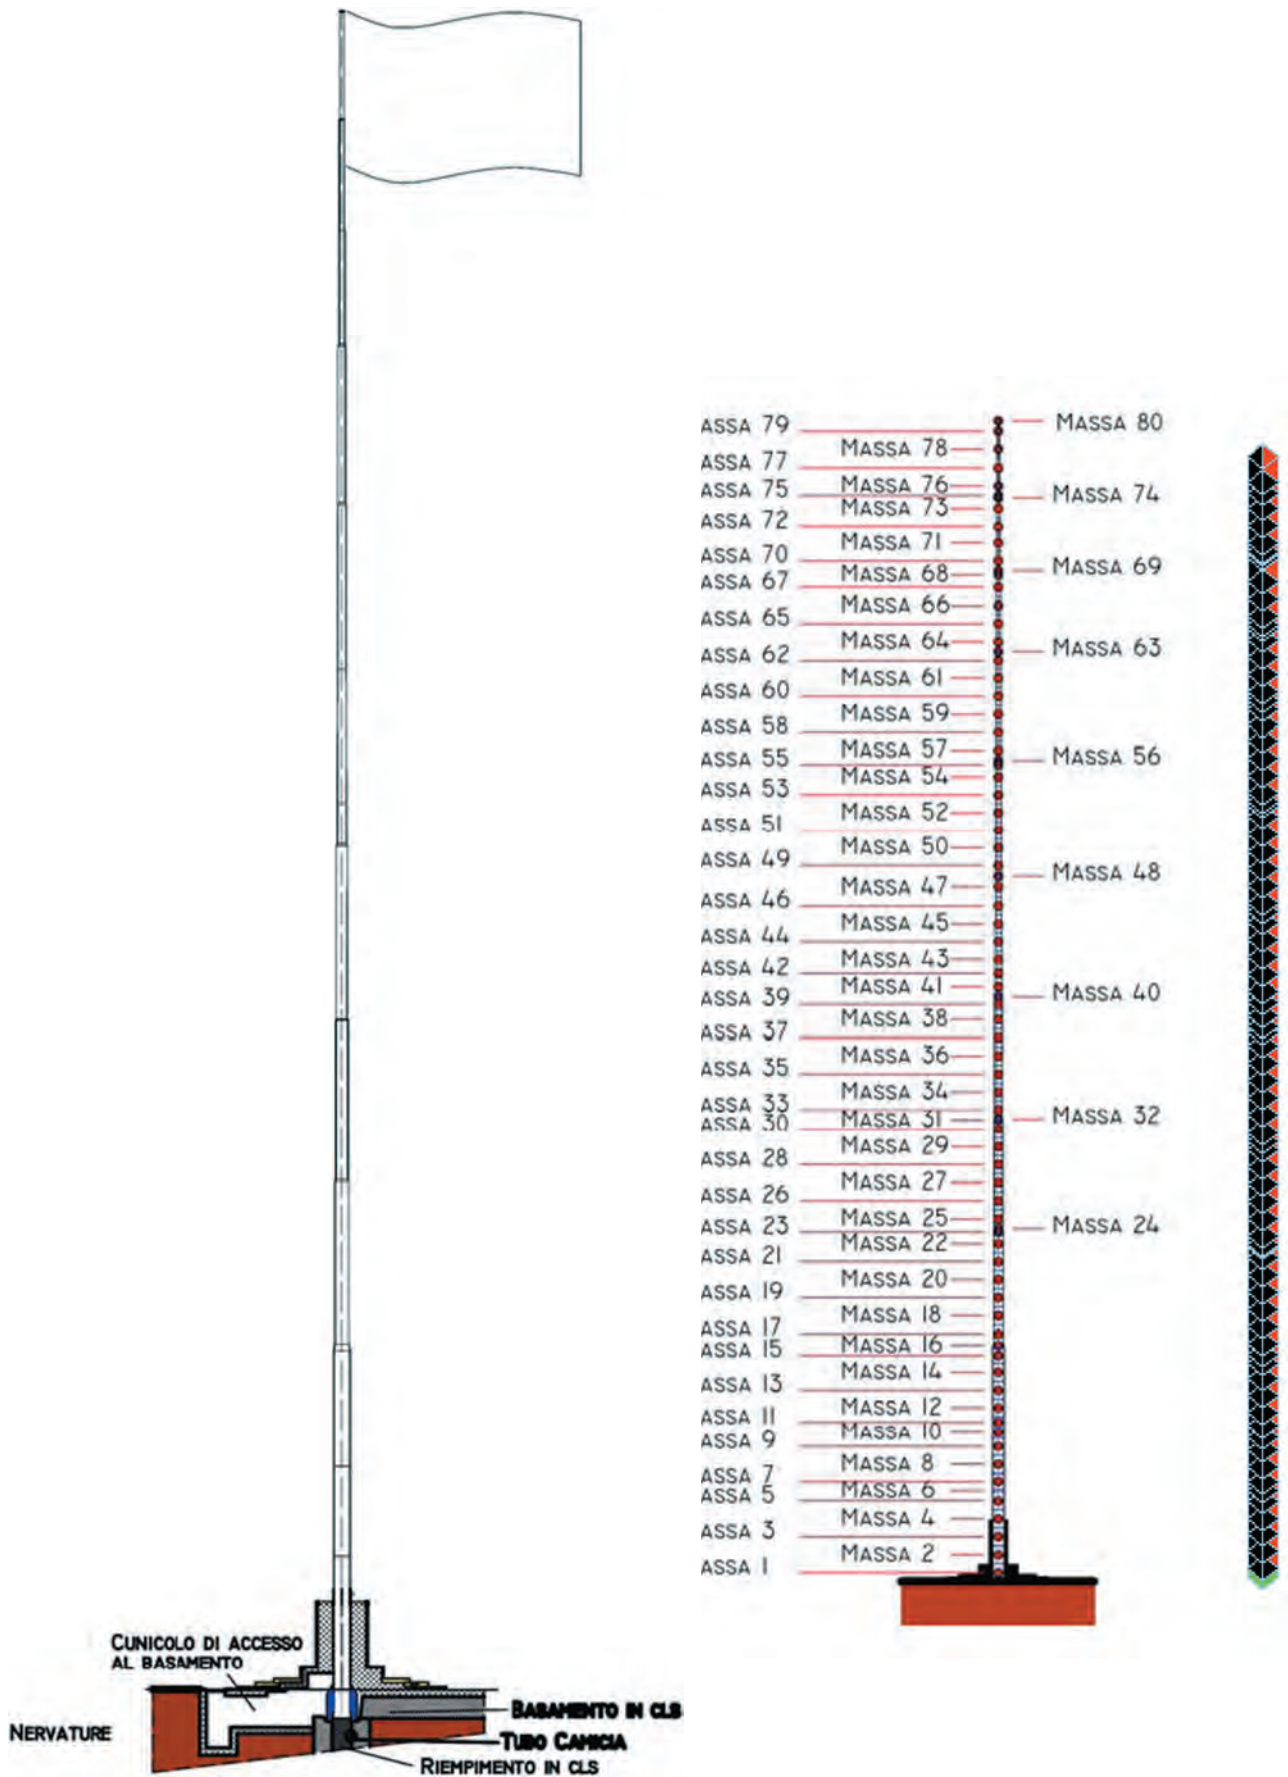 ASSA 79
MASSA 80
MASSA 78
ASSA 77
MASSA 76
ASSA 75
MASSA 74
MASSA 73
ASSA 72
MASSA 71
ASSA 70
MASSA 69
MASSA 68
ASSA 67
MASSA 66
ASSA 65
MASSA 64
MASSA 63
ASSA 62
MASSA 61
ASSA 60
MASSA 59
ASSA 58
MASSA 57
ASSA 55
MASSA 56
MASSA 54
ASSA 53
MASSA 52
ASSA 51
MASSA 50
ASSA 49
MASSA 48
MASSA 47
ASSA 46
MASSA 45
ASSA 44
MASSA 43
ASSA 42
MASSA 41
ASSA 39
MASSA 40
MASSA 38
ASSA 37
MASSA 36
ASSA 35
MASSA 34
ASSA 33
MASSA 31
MASSA 32
ASSA 30
MASSA 29
ASSA 28
MASSA 27
ASSA 26
MASSA 25
ASSA 23
MASSA 24
MASSA 22
ASSA 21
MASSA 20
ASSA 19
MASSA 18
ASSA 17
MASSA 16
ASSA 15
MASSA 14
ASSA 13
MASSA 12
ASSA 11
MASSA 10
ASSA 9
MASSA 8
ASSA 7
MASSA 6
ASSA 5
MASSA 4
ASSA 3
MASSA 2
ASSA 1
CUNICOLO DI ACCESSO
AL BASAMENTO
NERVATURE
BASAMENTO IN CLS
TUBO CAMICIA
RIEMPIMENTO IN CLS